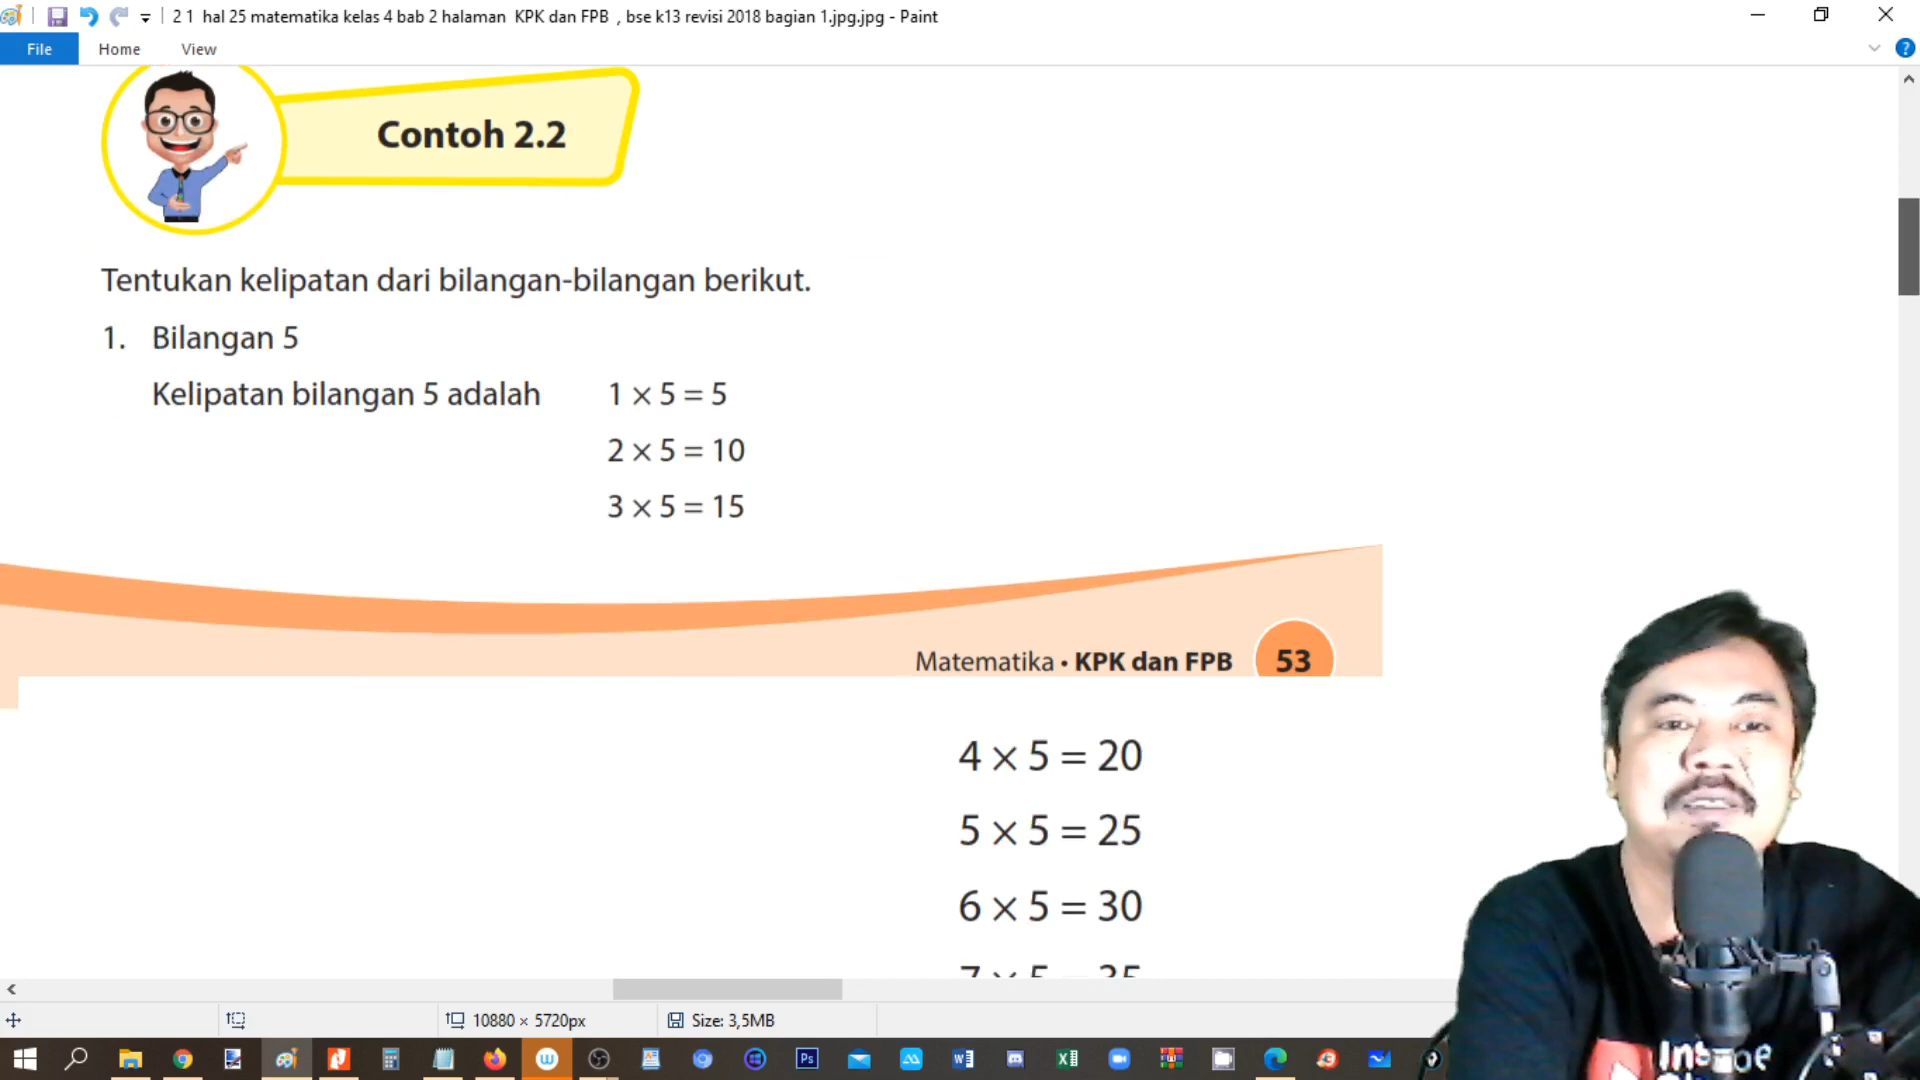 2 1 hal 25 matematika kelas 4 bab 2 halaman KPK dan FPB , bse k13 revisi 2018 bagian 1.jpg.jpg - Paint
File Home View
Contoh 2.2
Tentukan kelipatan dari bilangan-bilangan berikut.
1. Bilangan 5
Kelipatan bilangan 5 adalah 1 × 5 = 5
2 × 5 = 10
3 × 5 = 15
Matematika • KPK dan FPB 53
4 × 5 = 20
5 × 5 = 25
6 × 5 = 30
7 × 5 = 35
10880 × 5720px Size: 3,5MB